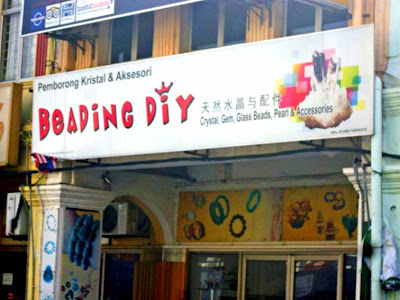 Pemborong Kristal & Aksesori
BeADiNG DiY
天然水晶与配件
Crystal, Gem, Glass Beads, Pearl & Accessories